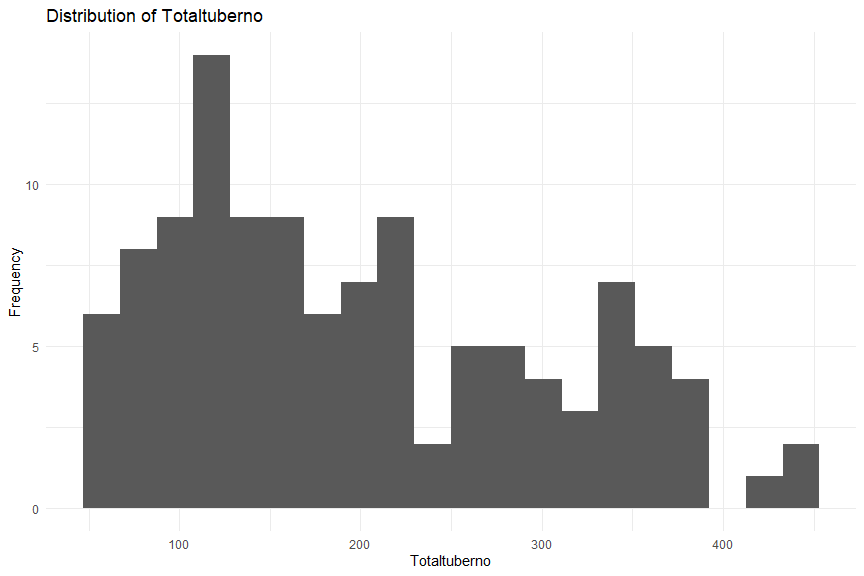 Distribution of Totaltuberno
Frequency
10
5
0
100 200 300 400
Totaltuberno